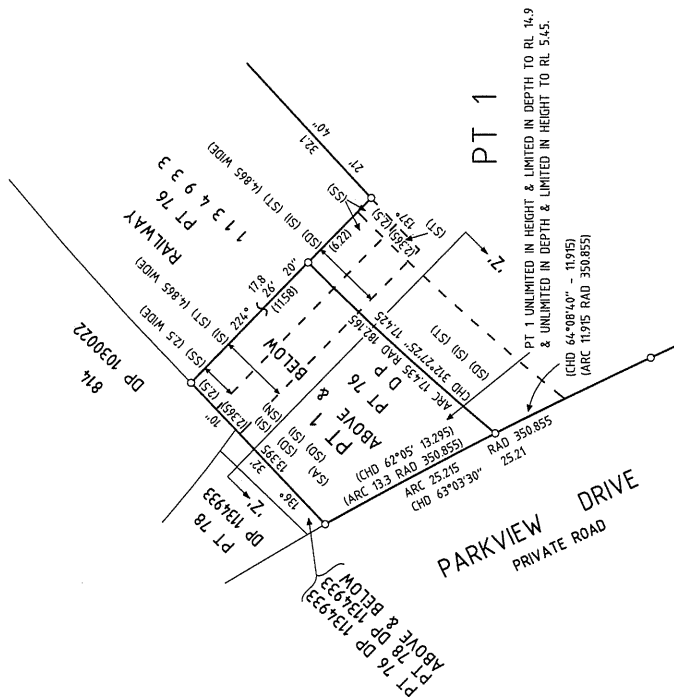 814
DP 1030022
RAILWAY
PT 76
1134933
32.1
40"
21'
(SD) (SI) (ST) (4.865 WIDE)
(SI) (ST) (4.865 WIDE)
(SS) (2.5 WIDE)
224° 26' 20"
17.8
(11.58)
(6.22)
(SS)
(2.5)
(2.365)
137°
(ST)
'Z'
PT 1
PT 1 UNLIMITED IN HEIGHT & LIMITED IN DEPTH TO RL 14.9
& UNLIMITED IN DEPTH & LIMITED IN HEIGHT TO RL 5.45.
(CHD 64°08'40" - 11.915)
(ARC 11.915 RAD 350.855)
(2.5)
(2.365)
10"
32'
136°
13.395
(SN)
(SI)
(SA)
(SD)
(SI)
(SD)
PT 1
ABOVE &
BELOW
PT 76
D P
ARC 17.435 RAD 182.165
CHD 312°27'25" 17.425
(SD) (SI) (ST)
(CHD 62°05' 13.295)
(ARC 13.3 RAD 350.855)
ARC 25.215 RAD 350.855
CHD 63°03'30" 25.21
PT 78
DP 1134933
'Z'
PT 76 DP 1134933
PT 78 DP 1134933
ABOVE & BELOW
PARKVIEW DRIVE
PRIVATE ROAD